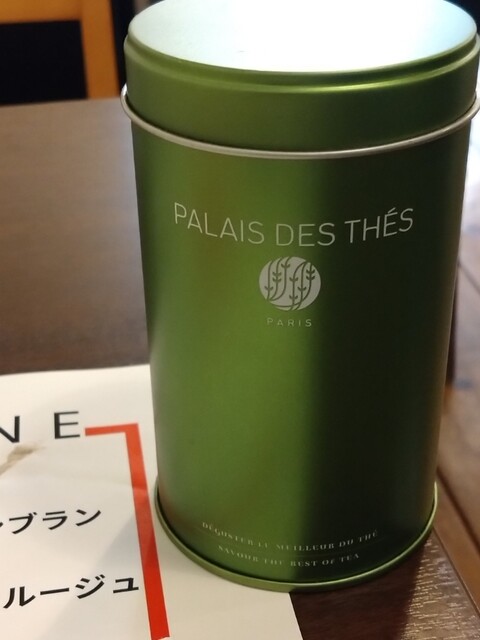 PALAIS DES THÉS
PARIS
DÉGUSTER LE MEILLEUR DU THÉ
SAVOUR THE BEST OF TEA
NE
ブラン
ルージュ